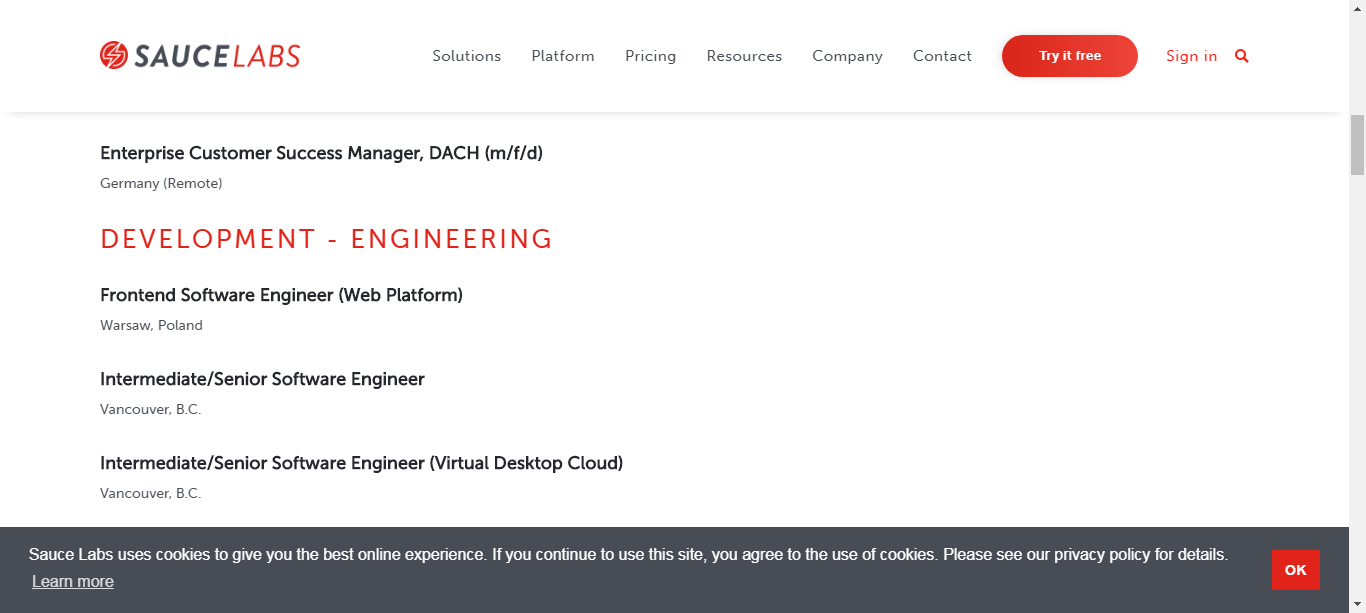 SAUCELABS
Solutions Platform Pricing Resources Company Contact Try it free Sign in
Enterprise Customer Success Manager, DACH (m/f/d)
Germany (Remote)
DEVELOPMENT - ENGINEERING
Frontend Software Engineer (Web Platform)
Warsaw, Poland
Intermediate/Senior Software Engineer
Vancouver, B.C.
Intermediate/Senior Software Engineer (Virtual Desktop Cloud)
Vancouver, B.C.
Sauce Labs uses cookies to give you the best online experience. If you continue to use this site, you agree to the use of cookies. Please see our privacy policy for details.
Learn more
OK